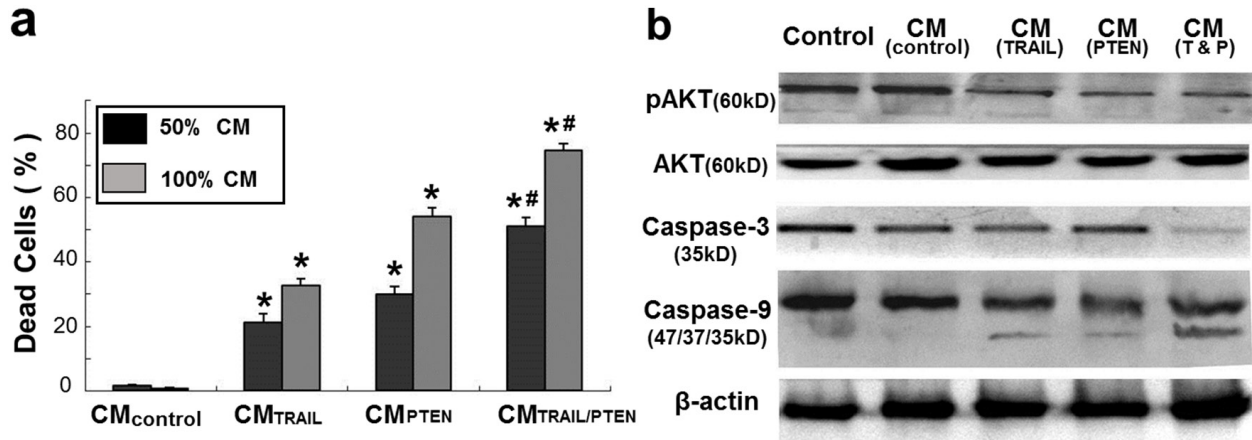 a
Dead Cells ( % )
80
60
40
20
0
50% CM
100% CM
*
*
*
*
*#
*#
CMcontrol
CMTRAIL
CMPTEN
CMTRAIL/PTEN
b
Control
CM
(control)
CM
(TRAIL)
CM
(PTEN)
CM
(T & P)
pAKT(60kD)
AKT(60kD)
Caspase-3
(35kD)
Caspase-9
(47/37/35kD)
β-actin